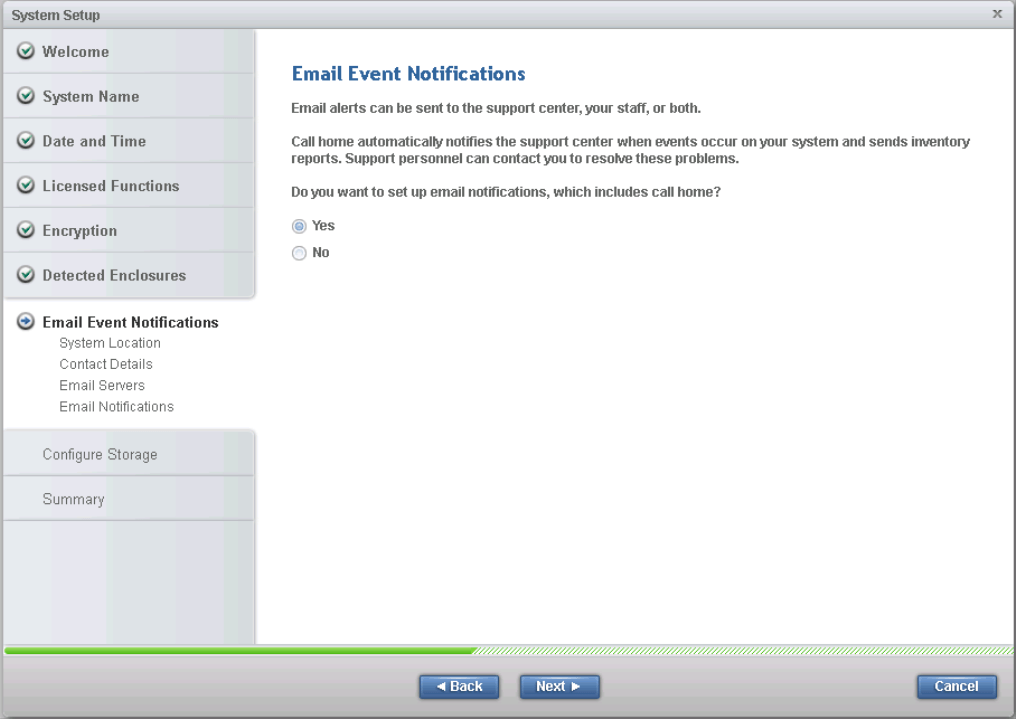 System Setup
x
Welcome
System Name
Date and Time
Licensed Functions
Encryption
Detected Enclosures
Email Event Notifications
System Location
Contact Details
Email Servers
Email Notifications
Configure Storage
Summary
Email Event Notifications
Email alerts can be sent to the support center, your staff, or both.
Call home automatically notifies the support center when events occur on your system and sends inventory
reports. Support personnel can contact you to resolve these problems.
Do you want to set up email notifications, which includes call home?
Yes
No
◄ Back
Next ►
Cancel